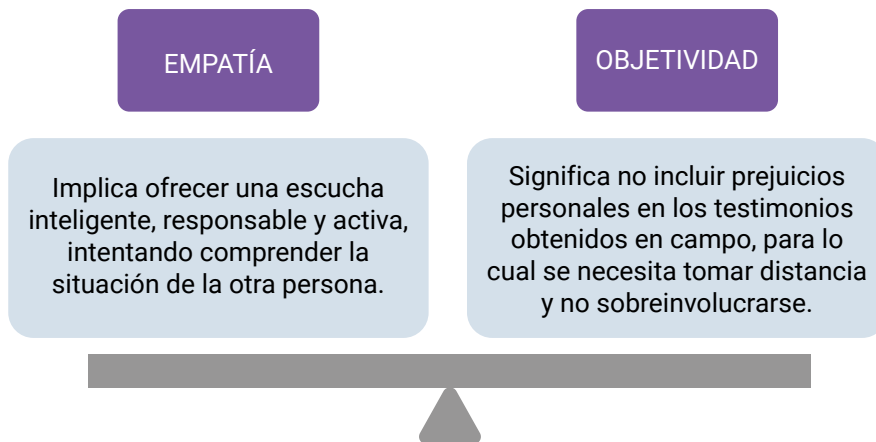 EMPATÍA
Implica ofrecer una escucha
inteligente, responsable y activa,
intentando comprender la
situación de la otra persona.
OBJETIVIDAD
Significa no incluir prejuicios
personales en los testimonios
obtenidos en campo, para lo
cual se necesita tomar distancia
y no sobreinvolucrarse.